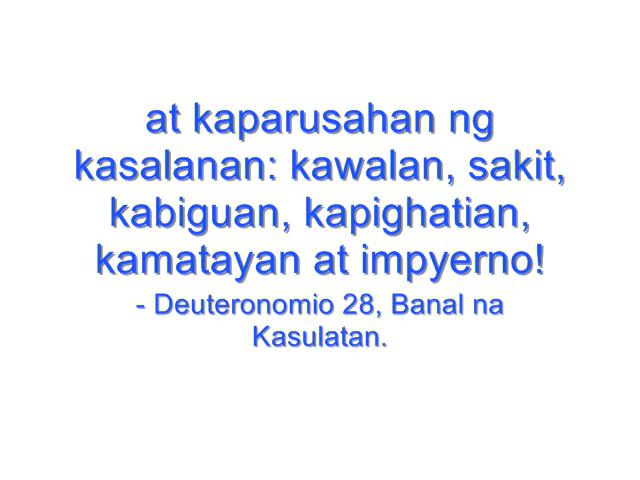 at kaparusahan ng
kasalanan: kawalan, sakit,
kabiguan, kapighatian,
kamatayan at impyerno!
- Deuteronomio 28, Banal na
Kasulatan.